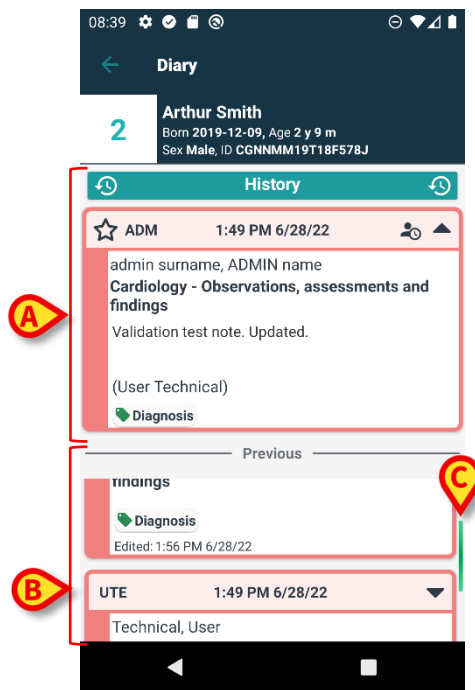 08:39
Diary
2
Arthur Smith
Born 2019-12-09, Age 2 y 9 m
Sex Male, ID CGNNMM19T18F578J
History
ADM 1:49 PM 6/28/22
admin surname, ADMIN name
Cardiology - Observations, assessments and
findings
Validation test note. Updated.
(User Technical)
Diagnosis
A
Previous
findings
Diagnosis
Edited: 1:56 PM 6/28/22
C
B
UTE 1:49 PM 6/28/22
Technical, User